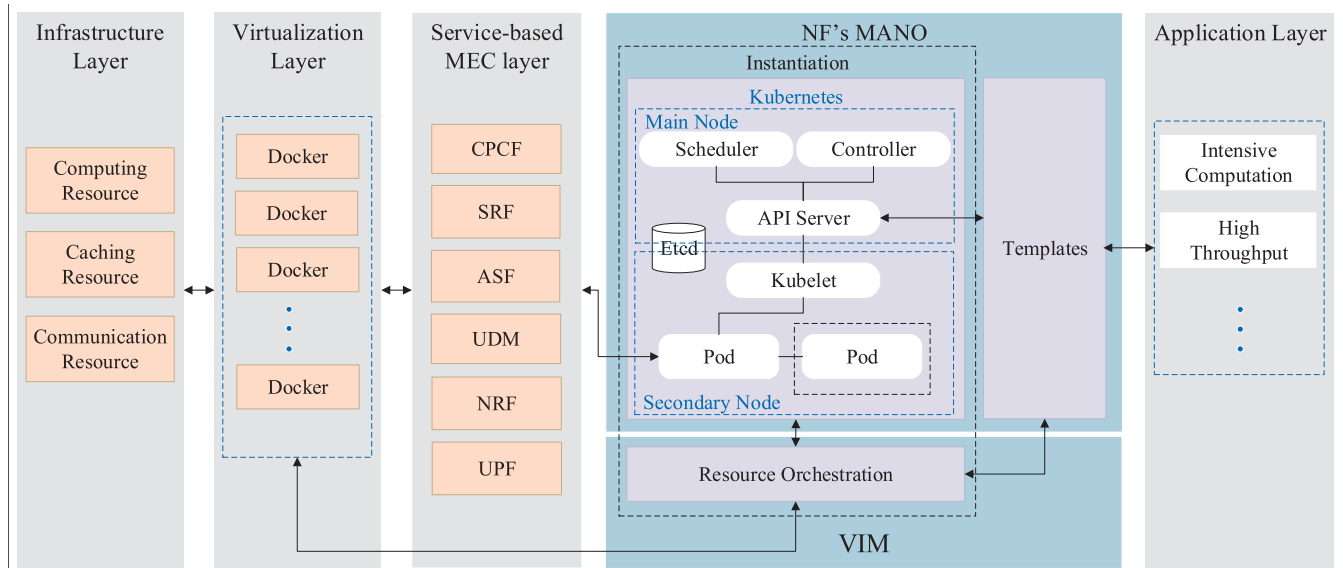 Infrastructure
Layer
Computing
Resource
Caching
Resource
Communication
Resource
Virtualization
Layer
Docker
Docker
Docker
Docker
Service-based
MEC layer
CPCF
SRF
ASF
UDM
NRF
UPF
NF's MANO
Instantiation
Kubernetes
Main Node
Scheduler
Controller
API Server
Etcd
Kubelet
Pod
Pod
Secondary Node
Templates
Resource Orchestration
VIM
Application Layer
Intensive
Computation
High
Throughput